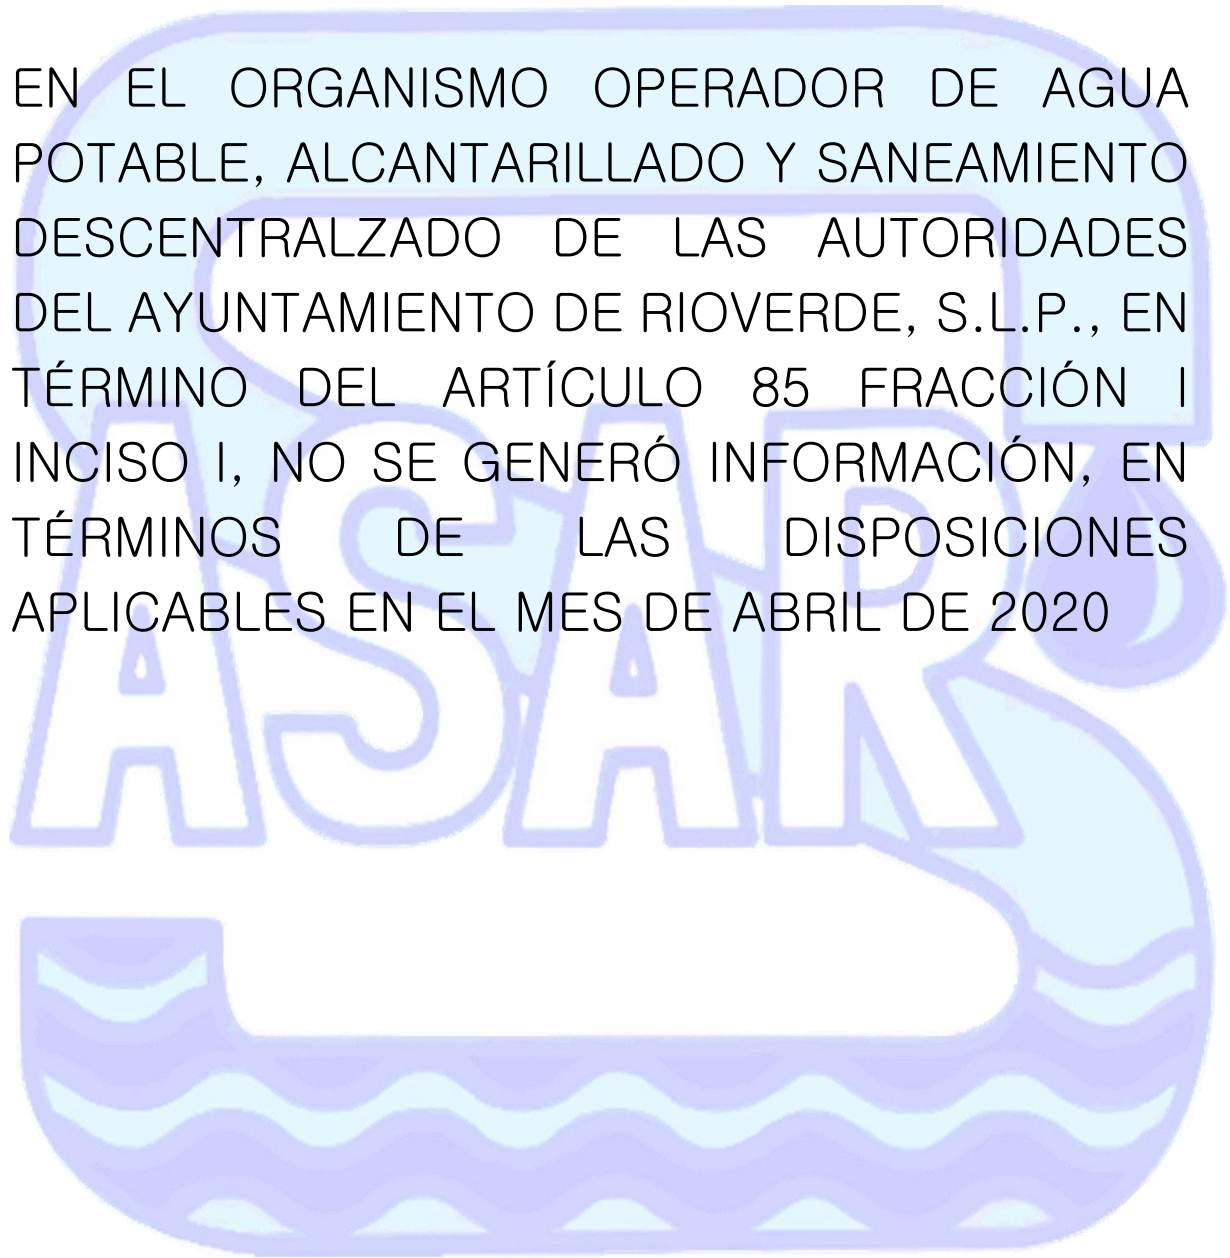 EN EL ORGANISMO OPERADOR DE AGUA
POTABLE, ALCANTARILLADO Y SANEAMIENTO
DESCENTRALZADO DE LAS AUTORIDADES
DEL AYUNTAMIENTO DE RIOVERDE, S.L.P., EN
TÉRMINO DEL ARTÍCULO 85 FRACCIÓN I
INCISO I, NO SE GENERÓ INFORMACIÓN, EN
TÉRMINOS DE LAS DISPOSICIONES
APLICABLES EN EL MES DE ABRIL DE 2020
ASAR